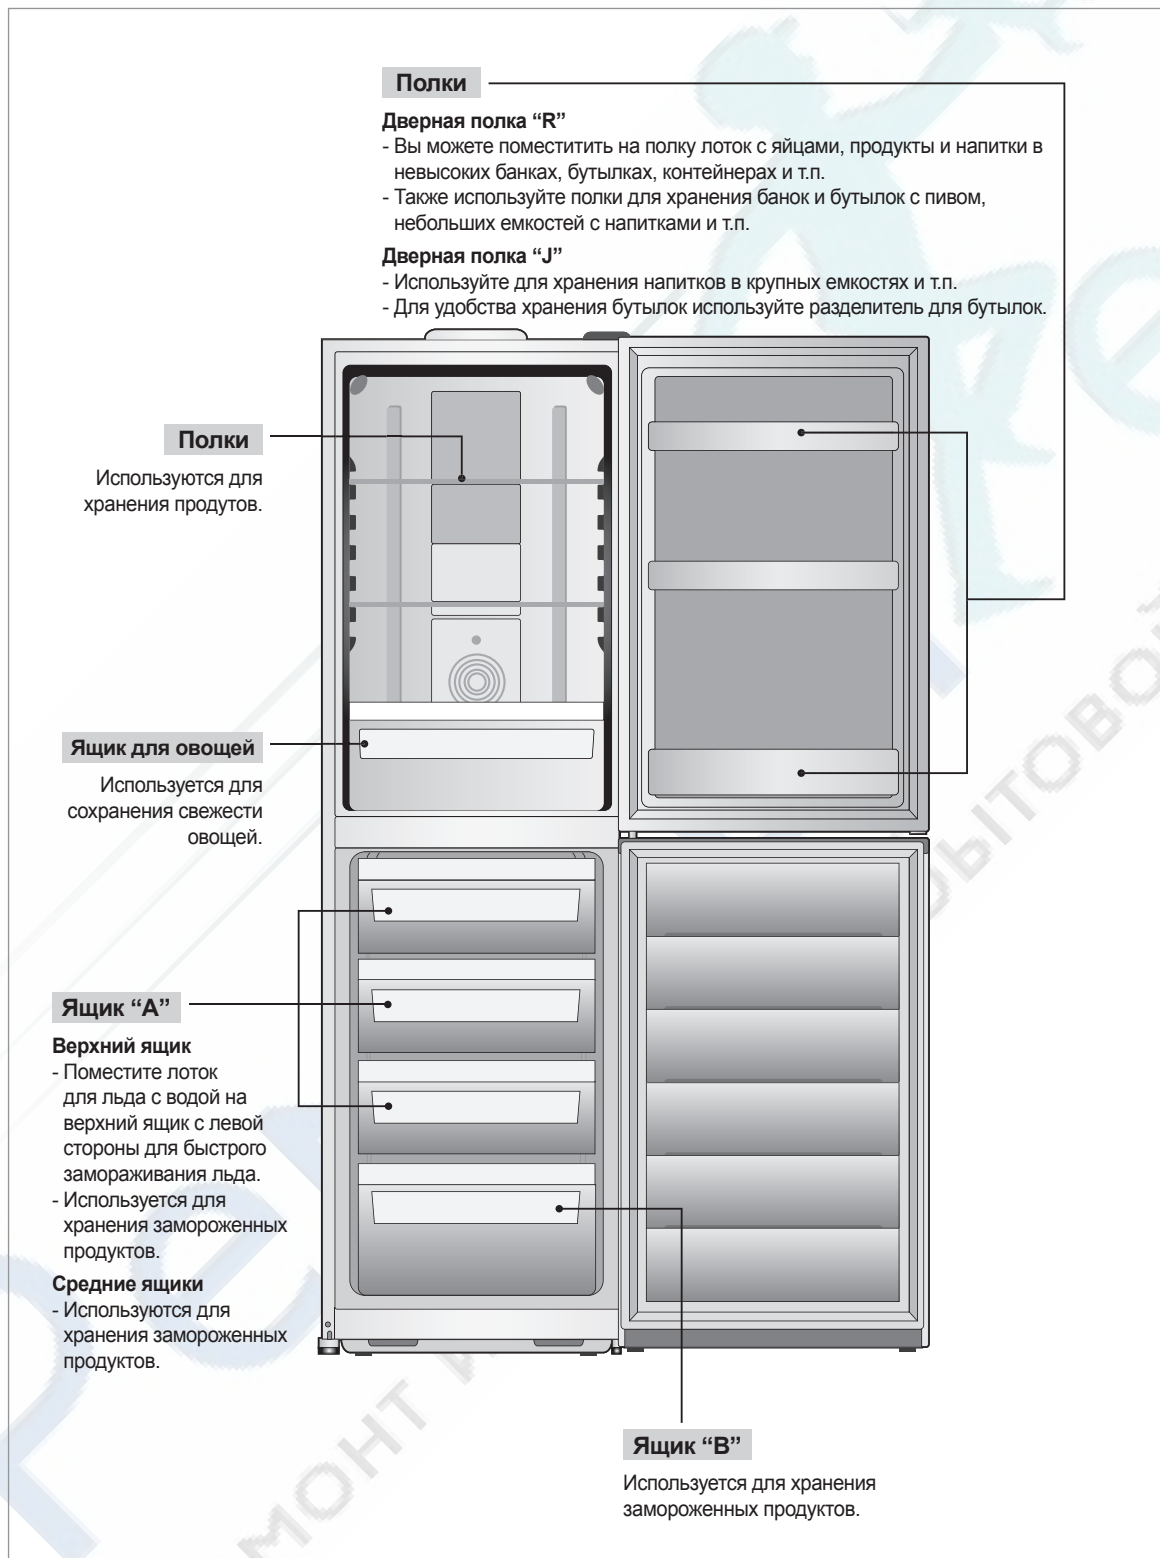 Полки
Дверная полка “R”
- Вы можете поместитить на полку лоток с яйцами, продукты и напитки в
невысоких банках, бутылках, контейнерах и т.п.
- Также используйте полки для хранения банок и бутылок с пивом,
небольших емкостей с напитками и т.п.
Дверная полка “J”
- Используйте для хранения напитков в крупных емкостях и т.п.
- Для удобства хранения бутылок используйте разделитель для бутылок.
Полки
Используются для
хранения продутов.
Ящик для овощей
Используется для
сохранения свежести
овощей.
Ящик “A”
Верхний ящик
- Поместите лоток
для льда с водой на
верхний ящик с левой
стороны для быстрого
замораживания льда.
- Используется для
хранения замороженных
продуктов.
Средние ящики
- Используются для
хранения замороженных
продуктов.
Ящик “B”
Используется для хранения
замороженных продуктов.